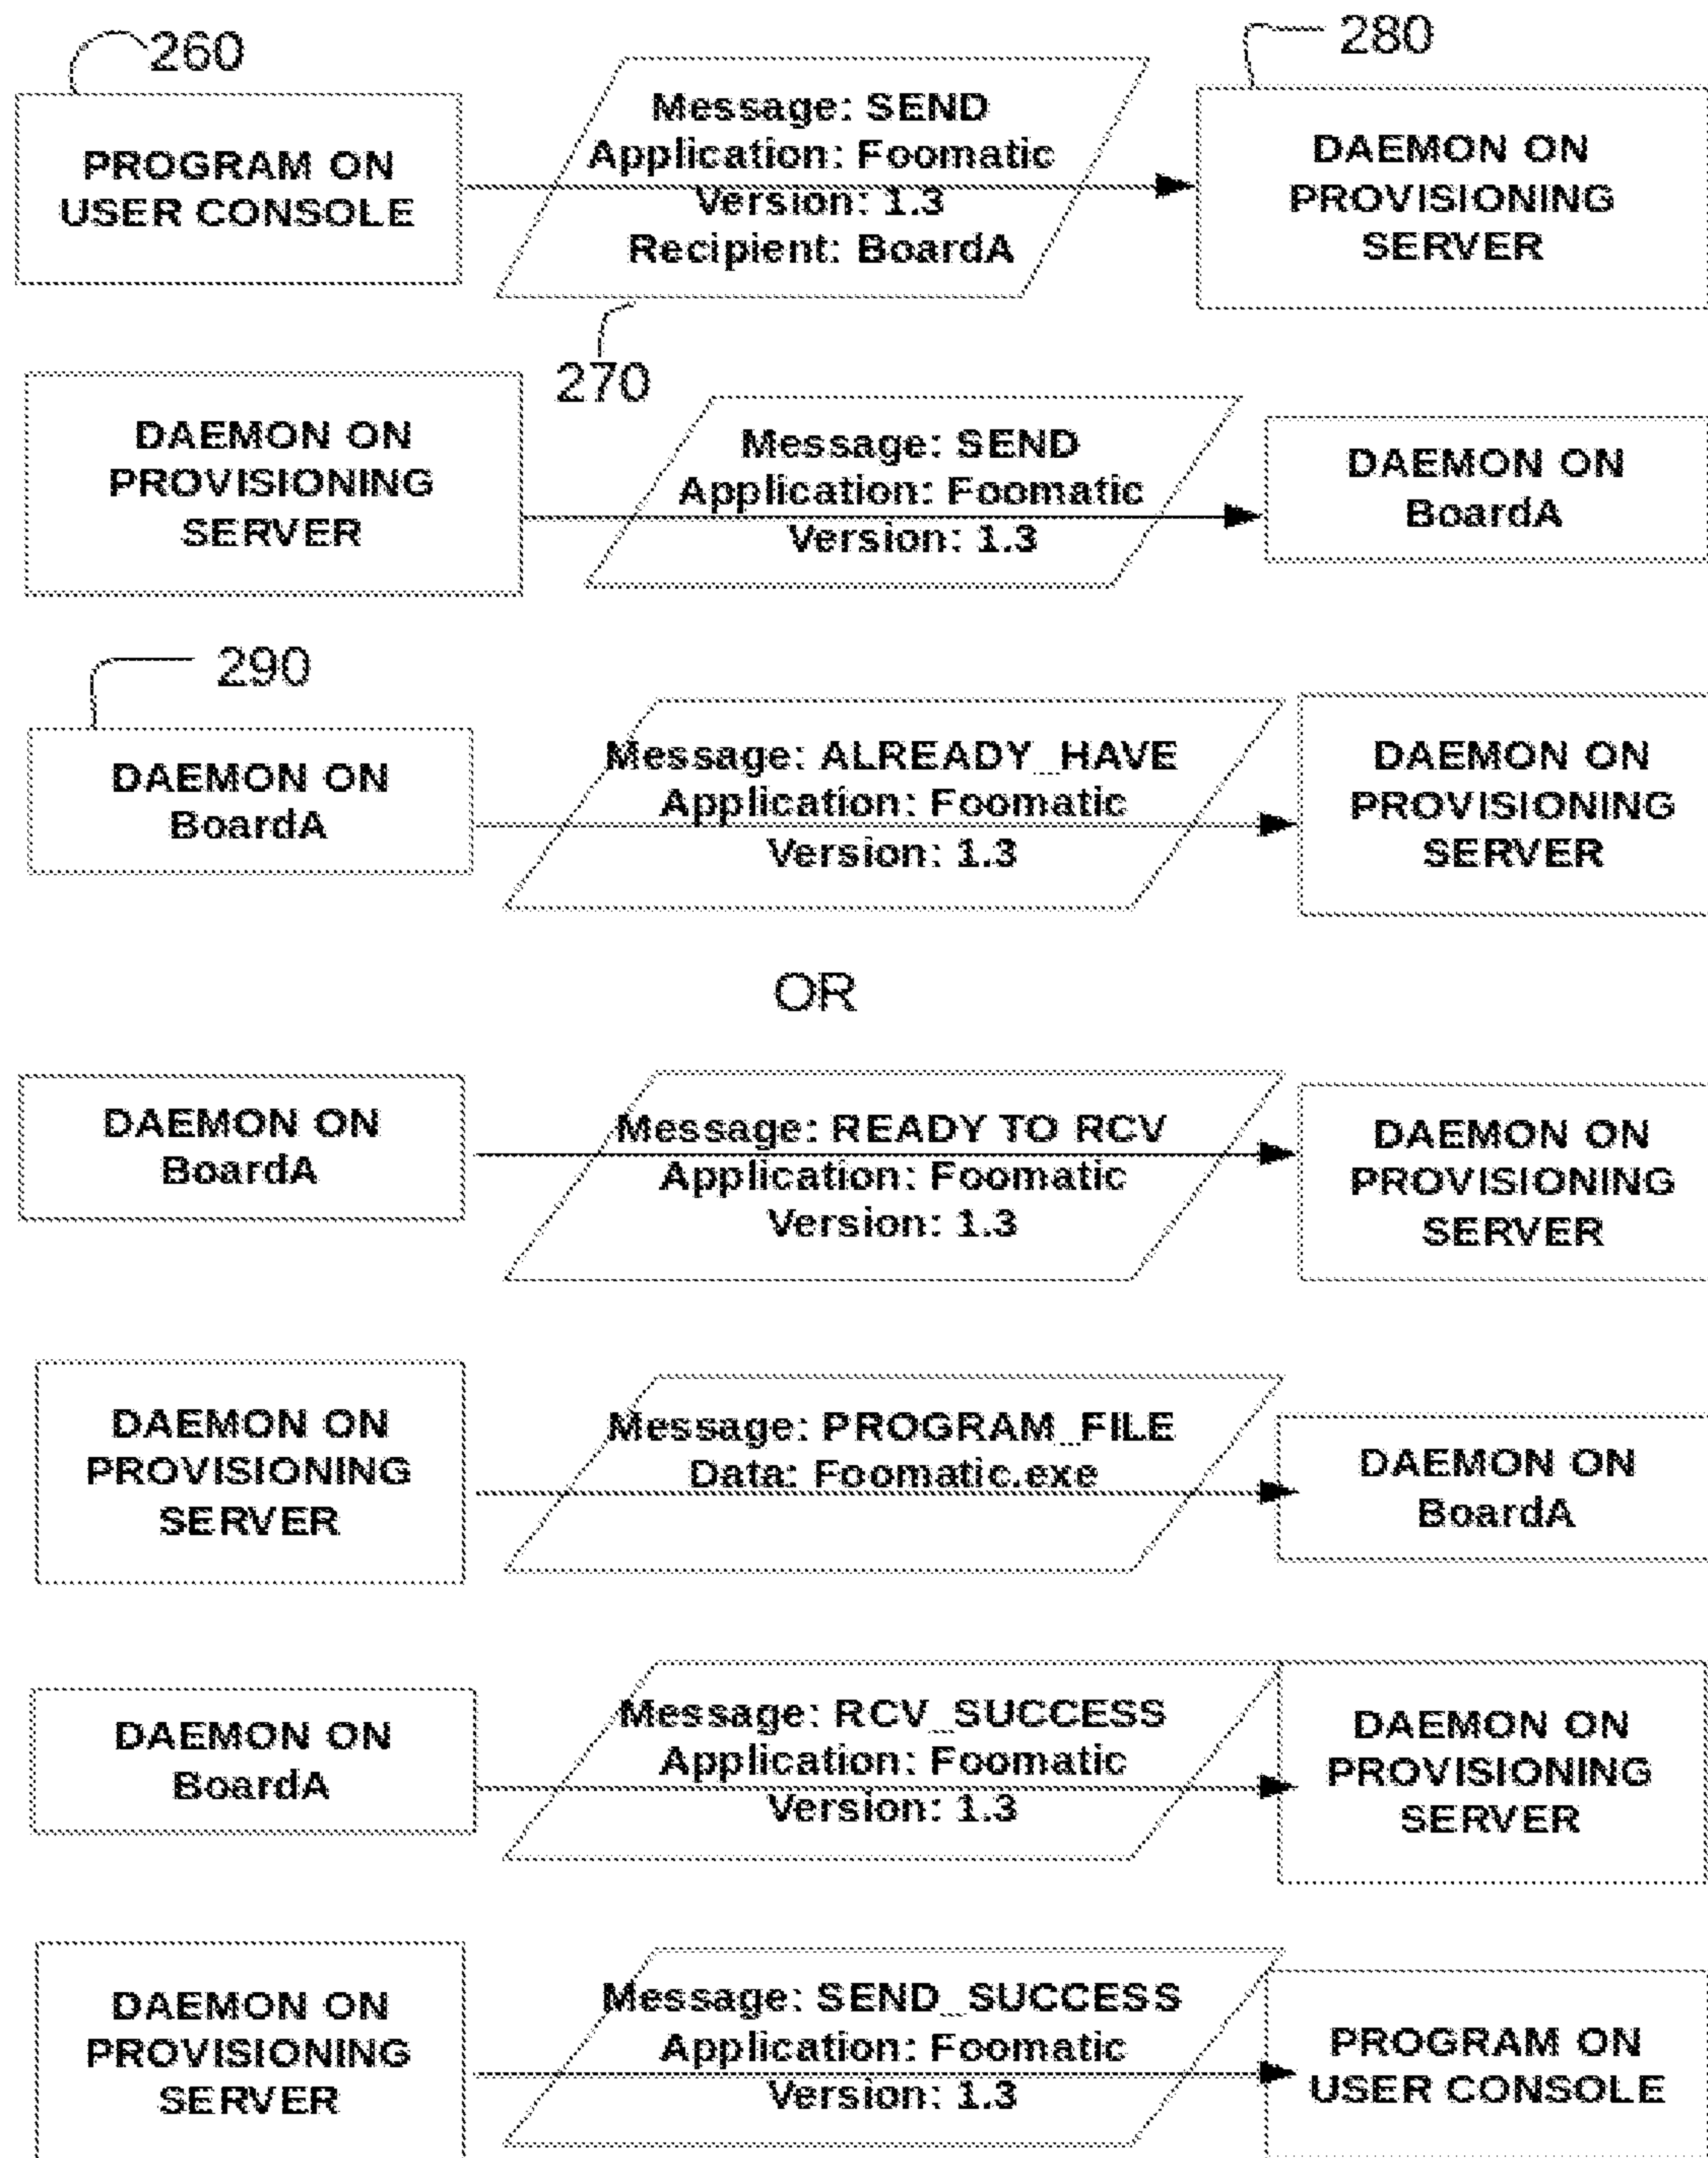 260
280
PROGRAM ON
USER CONSOLE
Message: SEND
Application: Foomatic
Version: 1.3
Recipient: BoardA
DAEMON ON
PROVISIONING
SERVER
270
DAEMON ON
PROVISIONING
SERVER
Message: SEND
Application: Foomatic
Version: 1.3
DAEMON ON
BoardA
290
DAEMON ON
BoardA
Message: ALREADY_HAVE
Application: Foomatic
Version: 1.3
DAEMON ON
PROVISIONING
SERVER
OR
DAEMON ON
BoardA
Message: READY TO RCV
Application: Foomatic
Version: 1.3
DAEMON ON
PROVISIONING
SERVER
DAEMON ON
PROVISIONING
SERVER
Message: PROGRAM_FILE
Data: Foomatic.exe
DAEMON ON
BoardA
DAEMON ON
BoardA
Message: RCV_SUCCESS
Application: Foomatic
Version: 1.3
DAEMON ON
PROVISIONING
SERVER
DAEMON ON
PROVISIONING
SERVER
Message: SEND_SUCCESS
Application: Foomatic
Version: 1.3
PROGRAM ON
USER CONSOLE